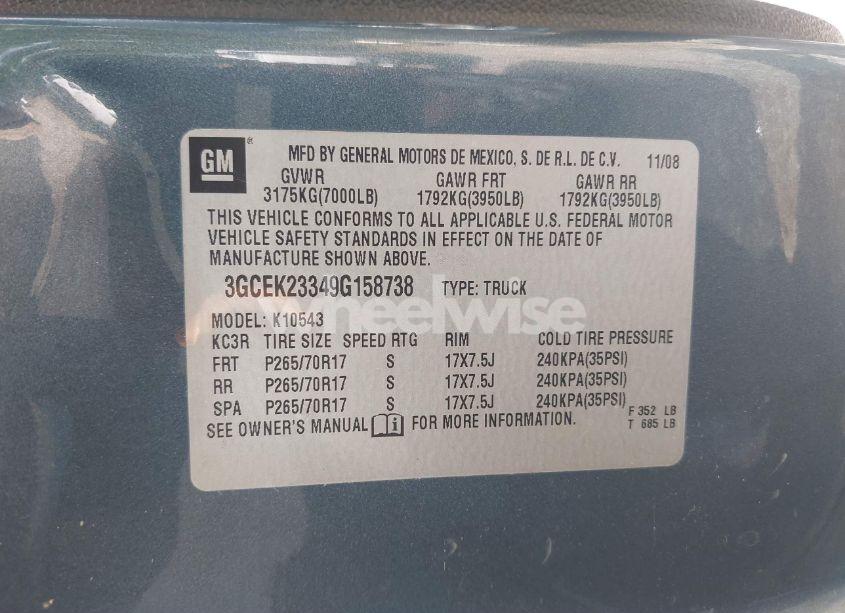 GM ® MFD BY GENERAL MOTORS DE MEXICO, S. DE R.L. DE C.V. 11/08
GVWR GAWR FRT GAWR RR
3175KG(7000LB) 1792KG(3950LB) 1792KG(3950LB)
THIS VEHICLE CONFORMS TO ALL APPLICABLE U.S. FEDERAL MOTOR
VEHICLE SAFETY STANDARDS IN EFFECT ON THE DATE OF
MANUFACTURE SHOWN ABOVE.
3GCEK23349G158738 TYPE: TRUCK
wheelwise
MODEL: K10543
KC3R TIRE SIZE SPEED RTG RIM COLD TIRE PRESSURE
FRT P265/70R17 S 17X7.5J 240KPA(35PSI)
RR P265/70R17 S 17X7.5J 240KPA(35PSI)
SPA P265/70R17 S 17X7.5J 240KPA(35PSI)
SEE OWNER'S MANUAL i FOR MORE INFORMATION.
F 352 LB
T 685 LB